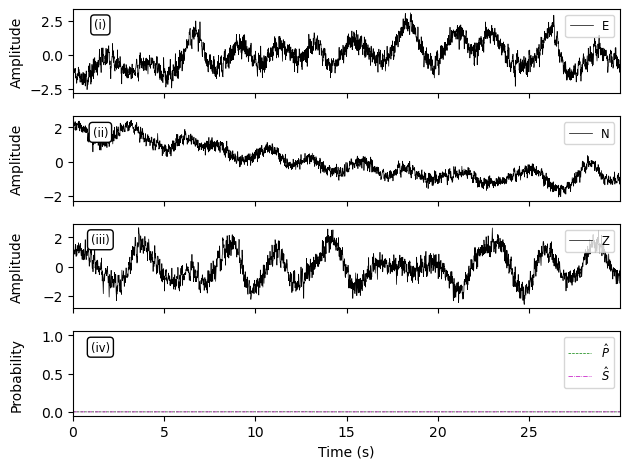 Amplitude
2.5
0.0
−2.5
(i)
E
Amplitude
2
0
−2
(ii)
N
Amplitude
2
0
−2
(iii)
Z
Probability
1.0
0.5
0.0
(iv)
P̂
Ŝ
0 5 10 15 20 25
Time (s)